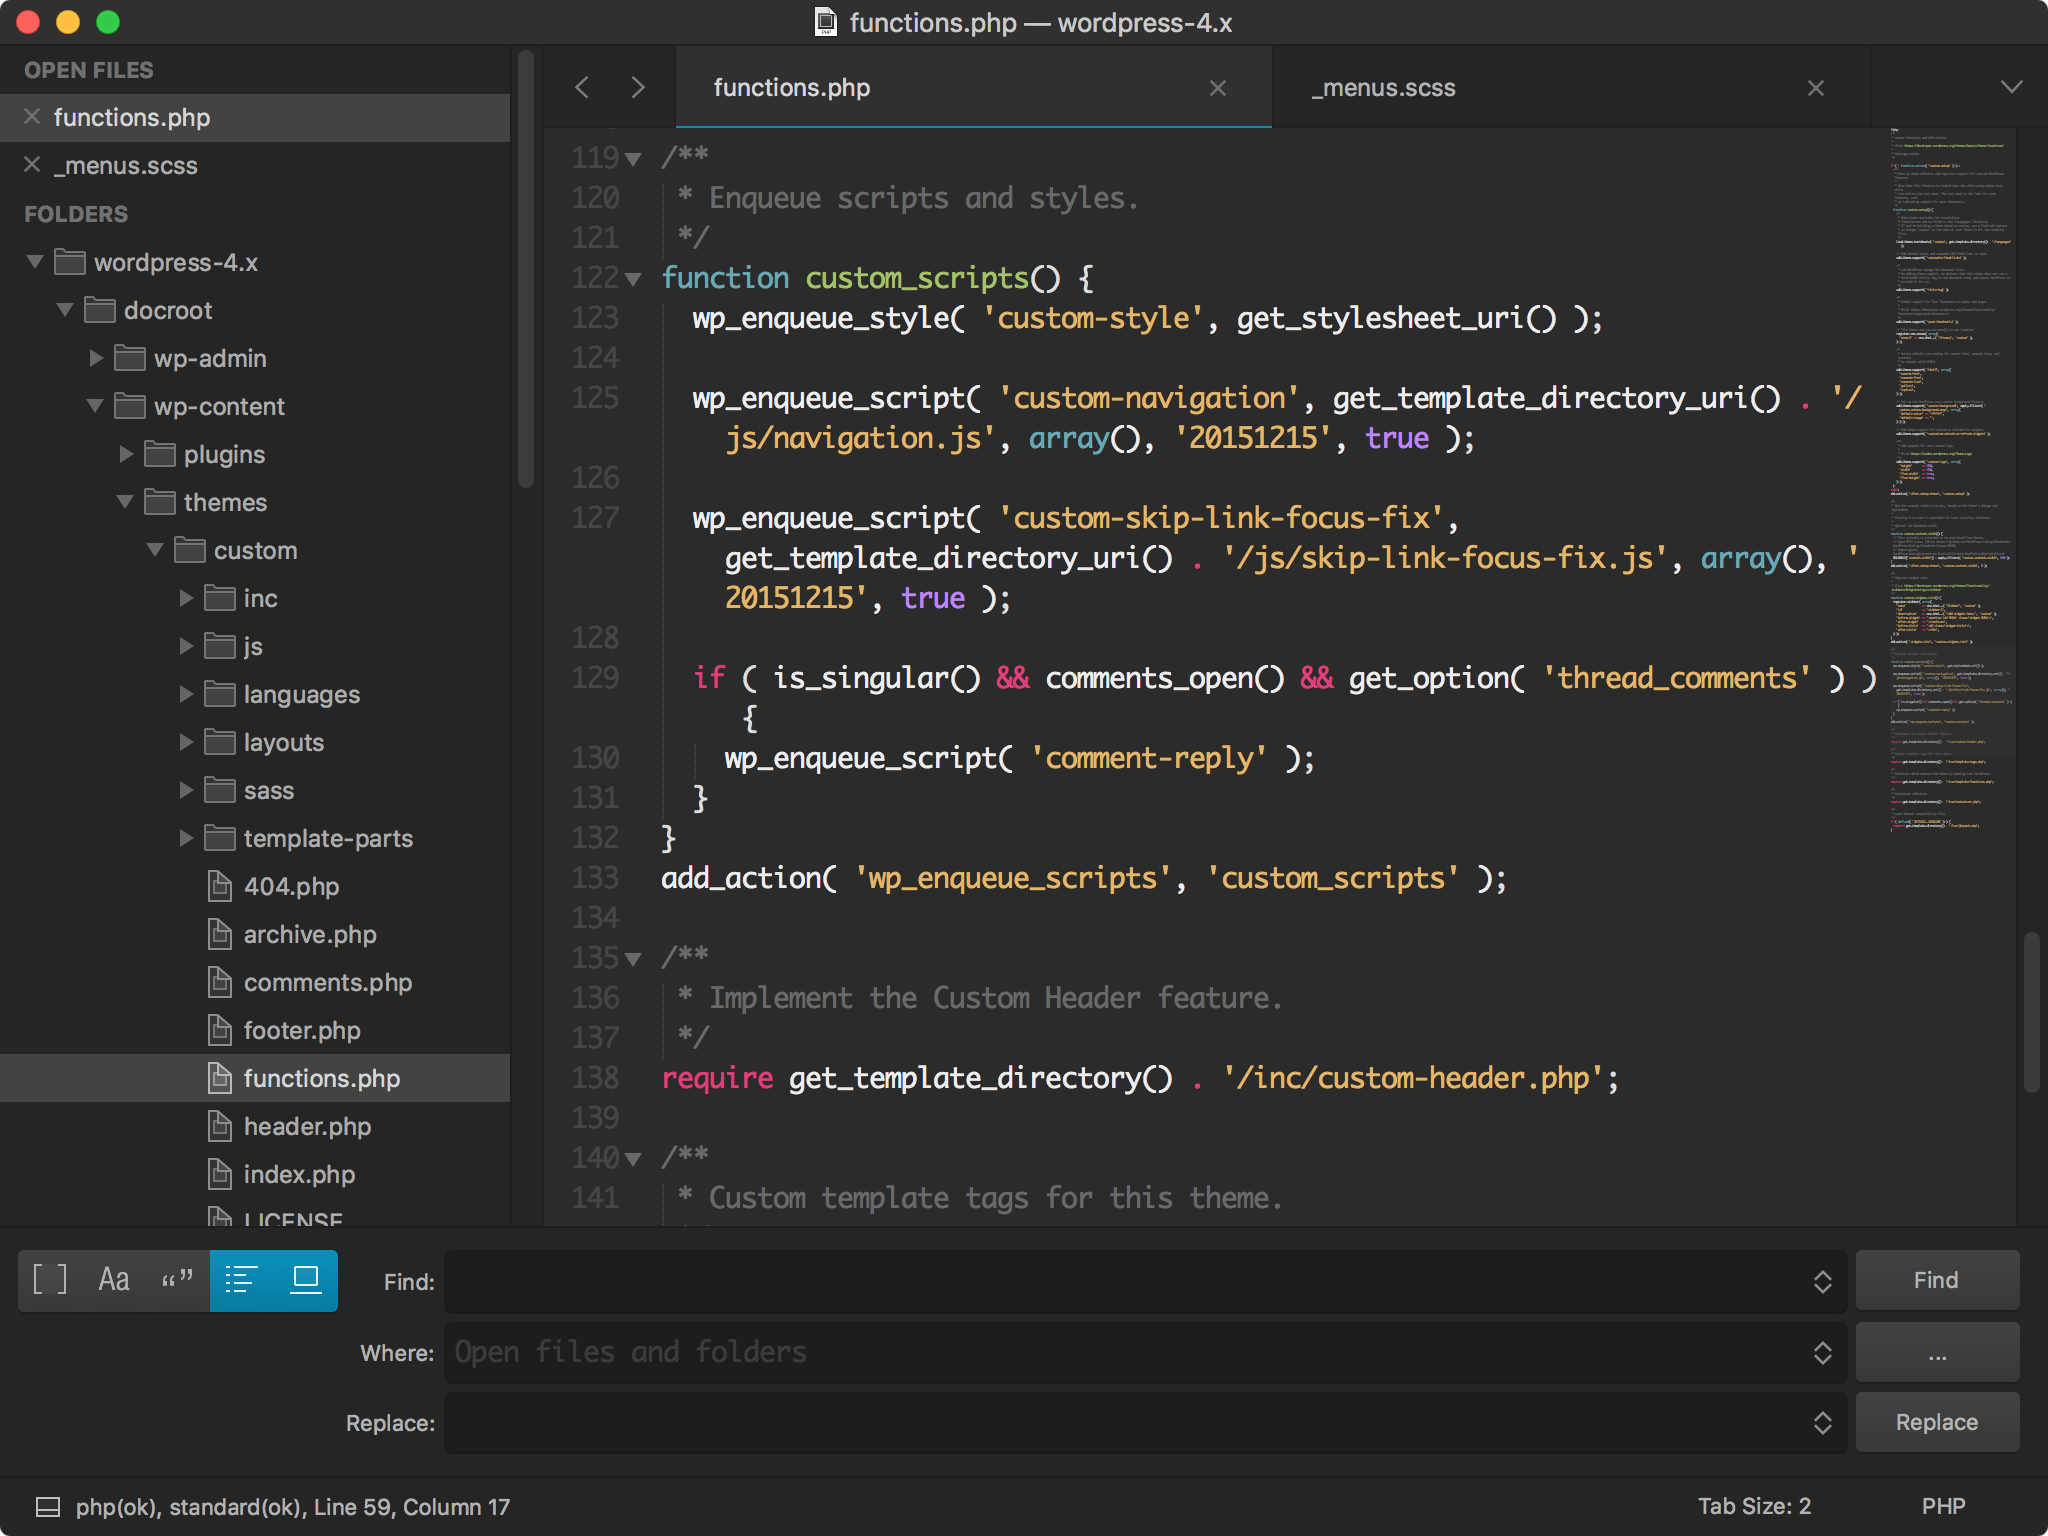 functions.php — wordpress-4.x
OPEN FILES
functions.php
_menus.scss
FOLDERS
wordpress-4.x
docroot
wp-admin
wp-content
plugins
themes
custom
inc
js
languages
layouts
sass
template-parts
404.php
archive.php
comments.php
footer.php
functions.php
header.php
index.php
LICENSE
functions.php
_menus.scss
119 /**
120 * Enqueue scripts and styles.
121 */
122 function custom_scripts() {
123 wp_enqueue_style( 'custom-style', get_stylesheet_uri() );
124
125 wp_enqueue_script( 'custom-navigation', get_template_directory_uri() . '/
js/navigation.js', array(), '20151215', true );
126
127 wp_enqueue_script( 'custom-skip-link-focus-fix',
get_template_directory_uri() . '/js/skip-link-focus-fix.js', array(), '
20151215', true );
128
129 if ( is_singular() && comments_open() && get_option( 'thread_comments' ) )
{
130 wp_enqueue_script( 'comment-reply' );
131 }
132 }
133 add_action( 'wp_enqueue_scripts', 'custom_scripts' );
134
135 /**
136 * Implement the Custom Header feature.
137 */
138 require get_template_directory() . '/inc/custom-header.php';
139
140 /**
141 * Custom template tags for this theme.
[ ] Aa “”
Find:
Find
Where: Open files and folders
...
Replace:
Replace
php(ok), standard(ok), Line 59, Column 17
Tab Size: 2
PHP